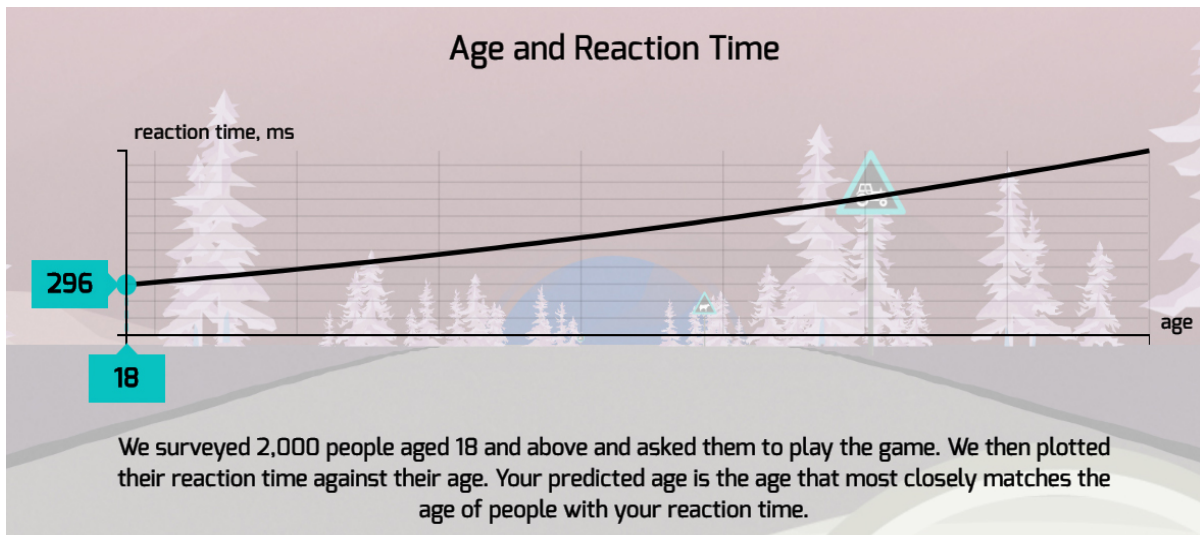 Age and Reaction Time
reaction time, ms
296
age
18
We surveyed 2,000 people aged 18 and above and asked them to play the game. We then plotted
their reaction time against their age. Your predicted age is the age that most closely matches the
age of people with your reaction time.